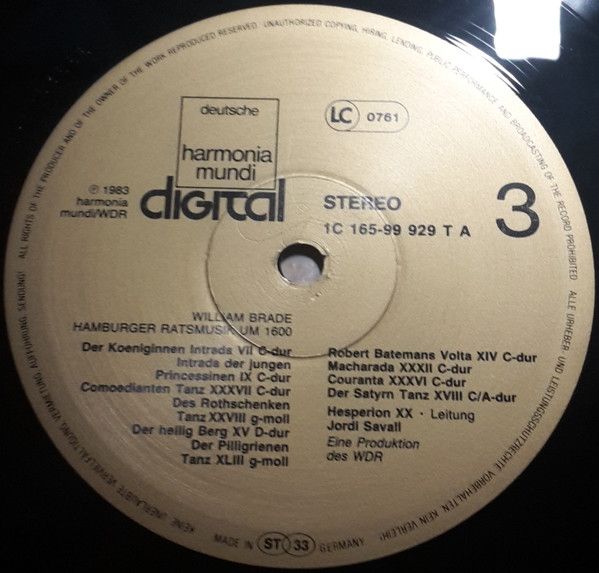 ALL RIGHTS OF THE PRODUCER AND OF THE OWNER OF THE WORK REPRODUCED RESERVED · UNAUTHORIZED COPYING, HIRING, LENDING, PUBLIC PERFORMANCE AND BROADCASTING OF THE RECORD PROHIBITED ·
ALLE URHEBER- UND LEISTUNGSSCHUTZRECHTE VORBEHALTEN KEIN VERLEIH!
KEINE UNERLAUBTE VERVIELFÄLTIGUNG VERMIETUNG AUFFÜHRUNG SENDUNG!
deutsche
harmonia
mundi
digital
LC 0761
℗ 1983
harmonia
mundi/WDR
STEREO
1C 165-99 929 T A
3
WILLIAM BRADE
HAMBURGER RATSMUSIK UM 1600
Der Koeniginnen Intrada VII C-dur
Intrada der jungen
Princessinen IX C-dur
Comoedianten Tanz XXXVII C-dur
Des Rothschenken
Tanz XXVIII g-moll
Der heilig Berg XV D-dur
Der Pilligrienen
Tanz XLIII g-moll
Robert Batemans Volta XIV C-dur
Macharada XXXII C-dur
Couranta XXXVI C-dur
Der Satyrn Tanz XVIII C/A-dur
Hesperion XX · Leitung
Jordi Savall
Eine Produktion
des WDR
MADE IN ST 33 GERMANY